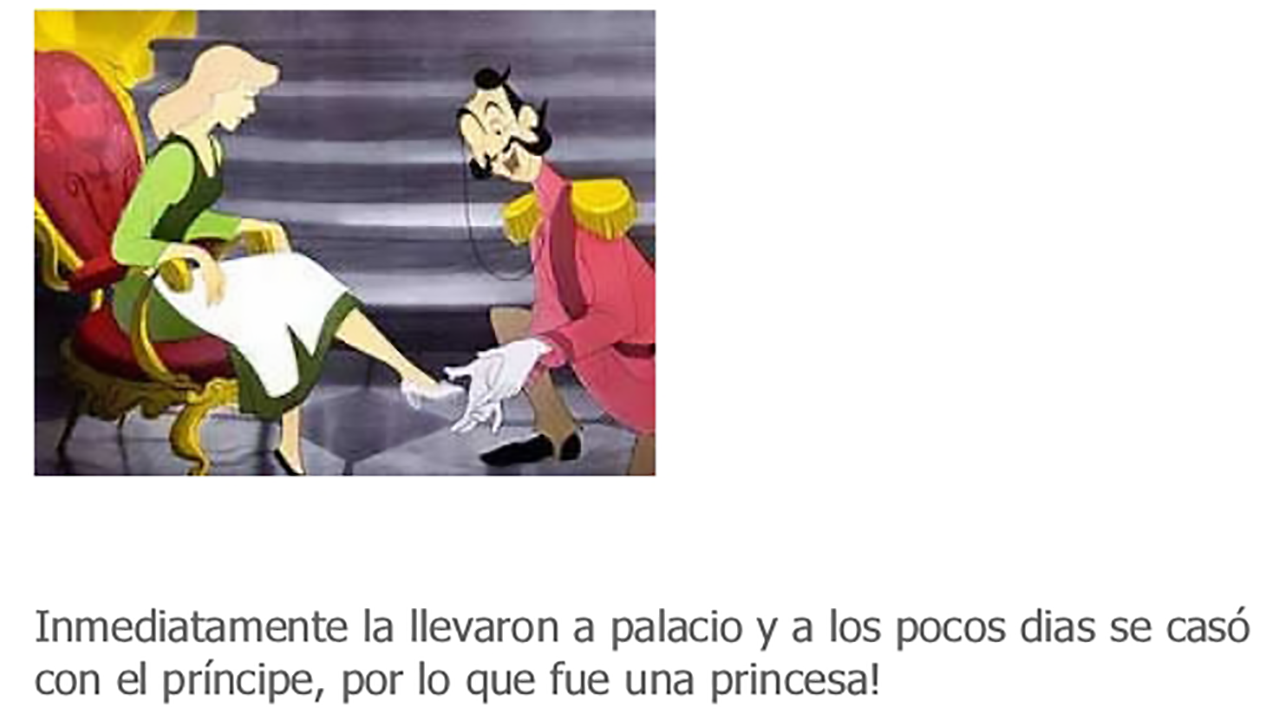 Inmediatamente la llevaron a palacio y a los pocos dias se casó
con el príncipe, por lo que fue una princesa!